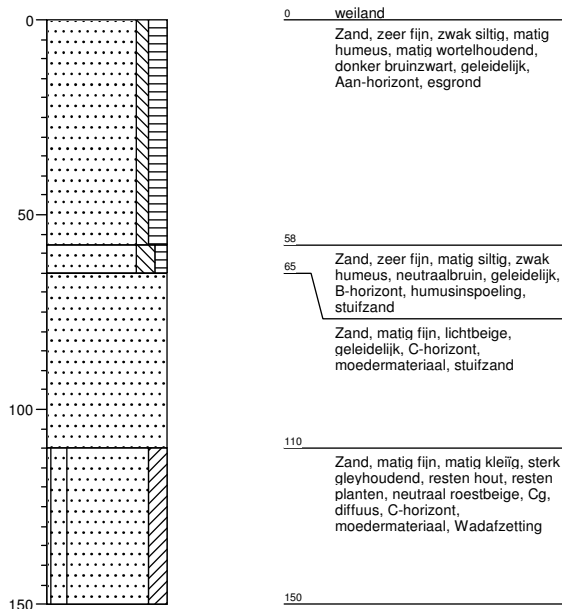 0
50
100
150
0 weiland
Zand, zeer fijn, zwak siltig, matig
humeus, matig wortelhoudend,
donker bruinzwart, geleidelijk,
Aan-horizont, esgrond
58
Zand, zeer fijn, matig siltig, zwak
humeus, neutraalbruin, geleidelijk,
B-horizont, humusinspoeling,
stuifzand
65
Zand, matig fijn, lichtbeige,
geleidelijk, C-horizont,
moedermateriaal, stuifzand
110
Zand, matig fijn, matig kleiïg, sterk
gleyhoudend, resten hout, resten
planten, neutraal roestbeige, Cg,
diffuus, C-horizont,
moedermateriaal, Wadafzetting
150